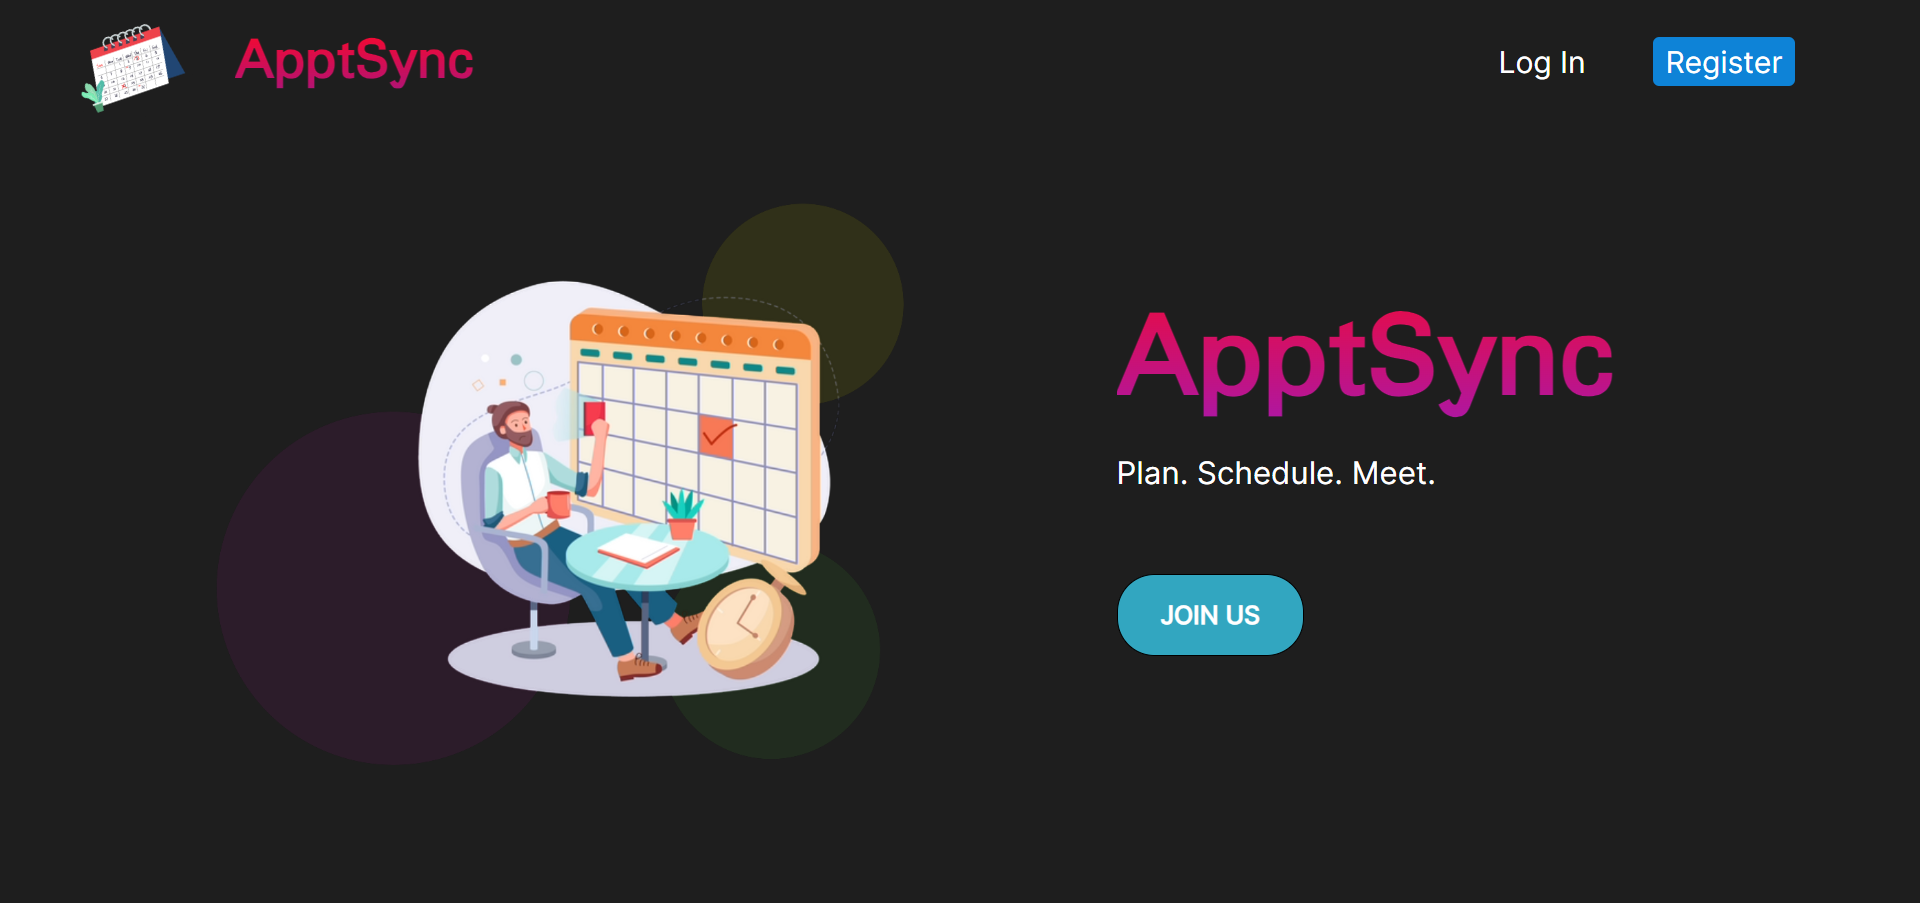 ApptSync
Log In
Register
ApptSync
Plan. Schedule. Meet.
JOIN US